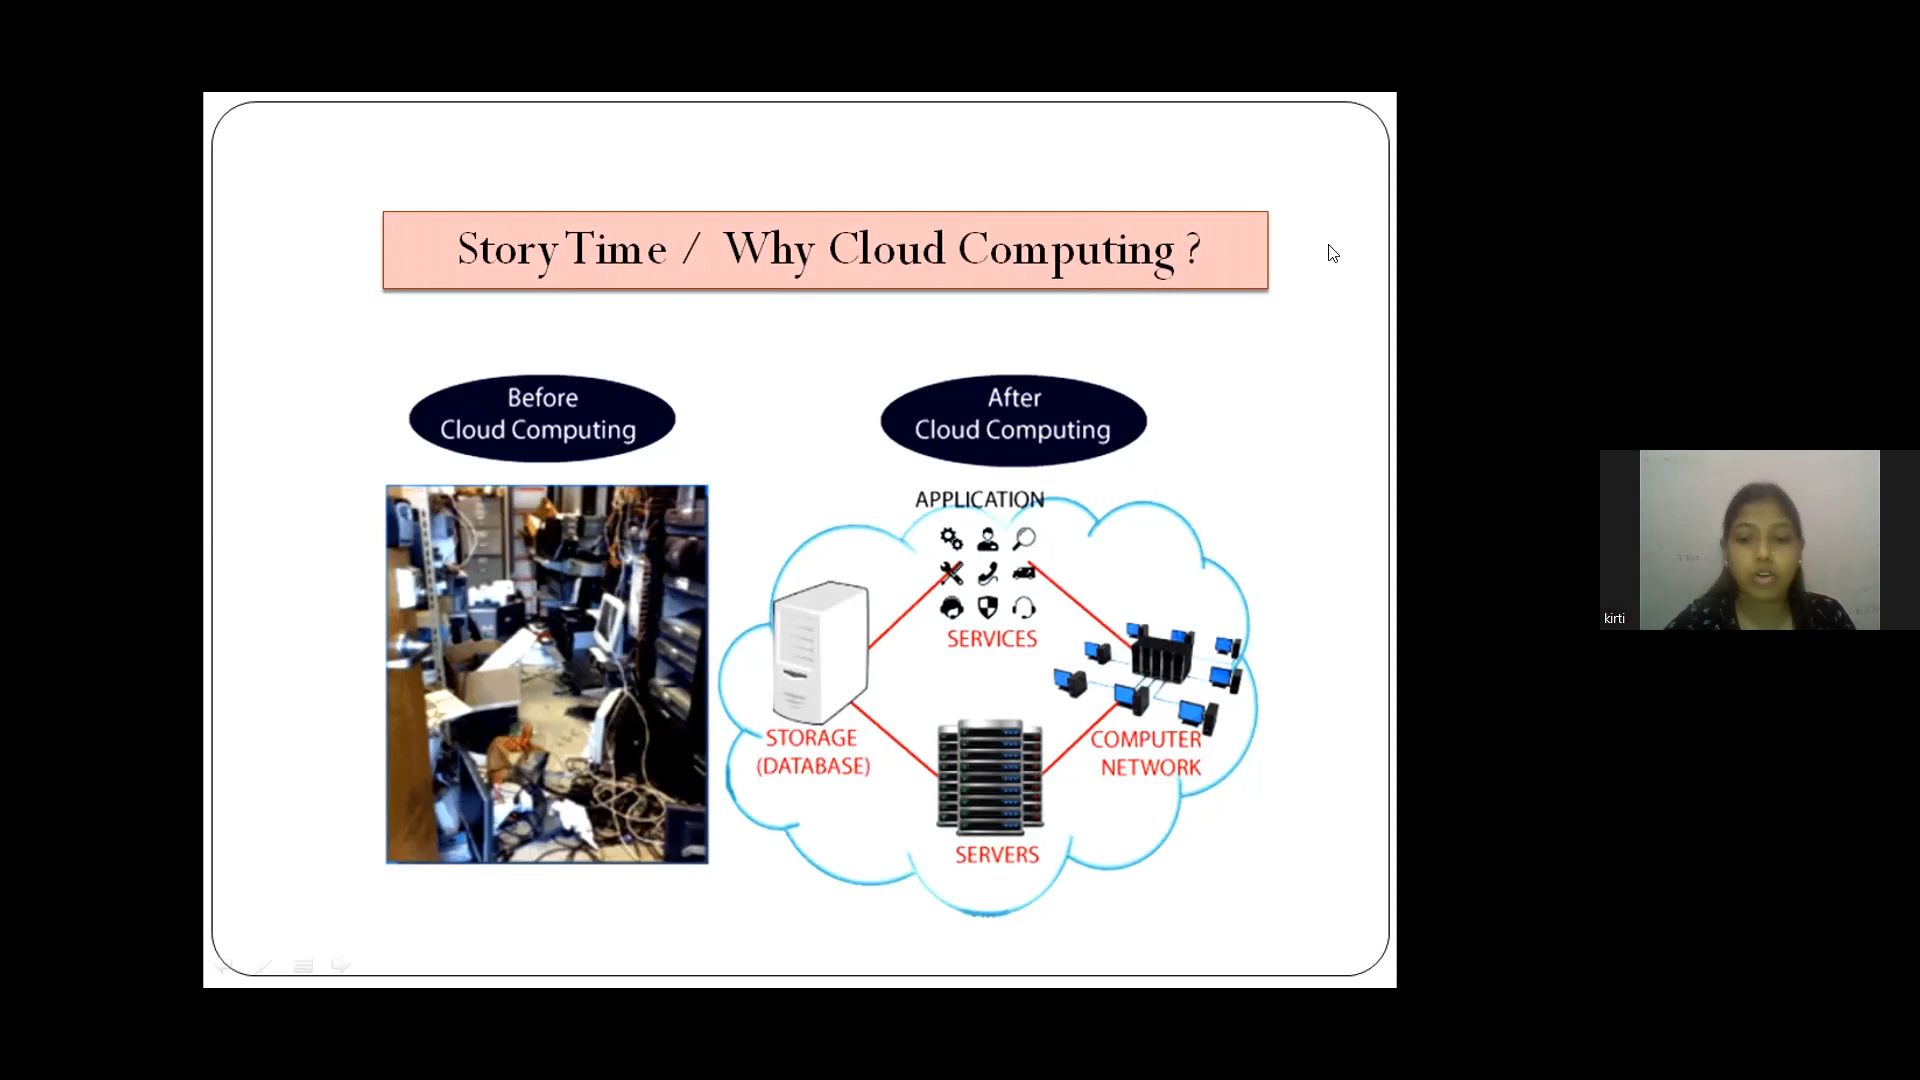 Story Time / Why Cloud Computing ?
Before
Cloud Computing
After
Cloud Computing
APPLICATION
SERVICES
STORAGE
(DATABASE)
COMPUTER
NETWORK
SERVERS
kirti